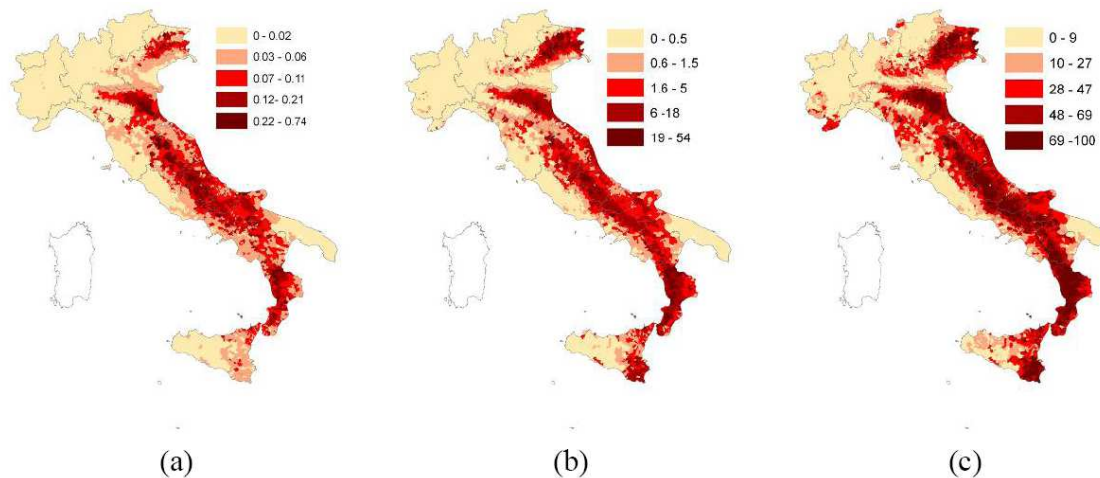 0 - 0.02
0.03 - 0.06
0.07 - 0.11
0.12- 0.21
0.22 - 0.74
0 - 0.5
0.6 - 1.5
1.6 - 5
6 -18
19 - 54
0 - 9
10 - 27
28 - 47
48 - 69
69 -100
(a)
(b)
(c)